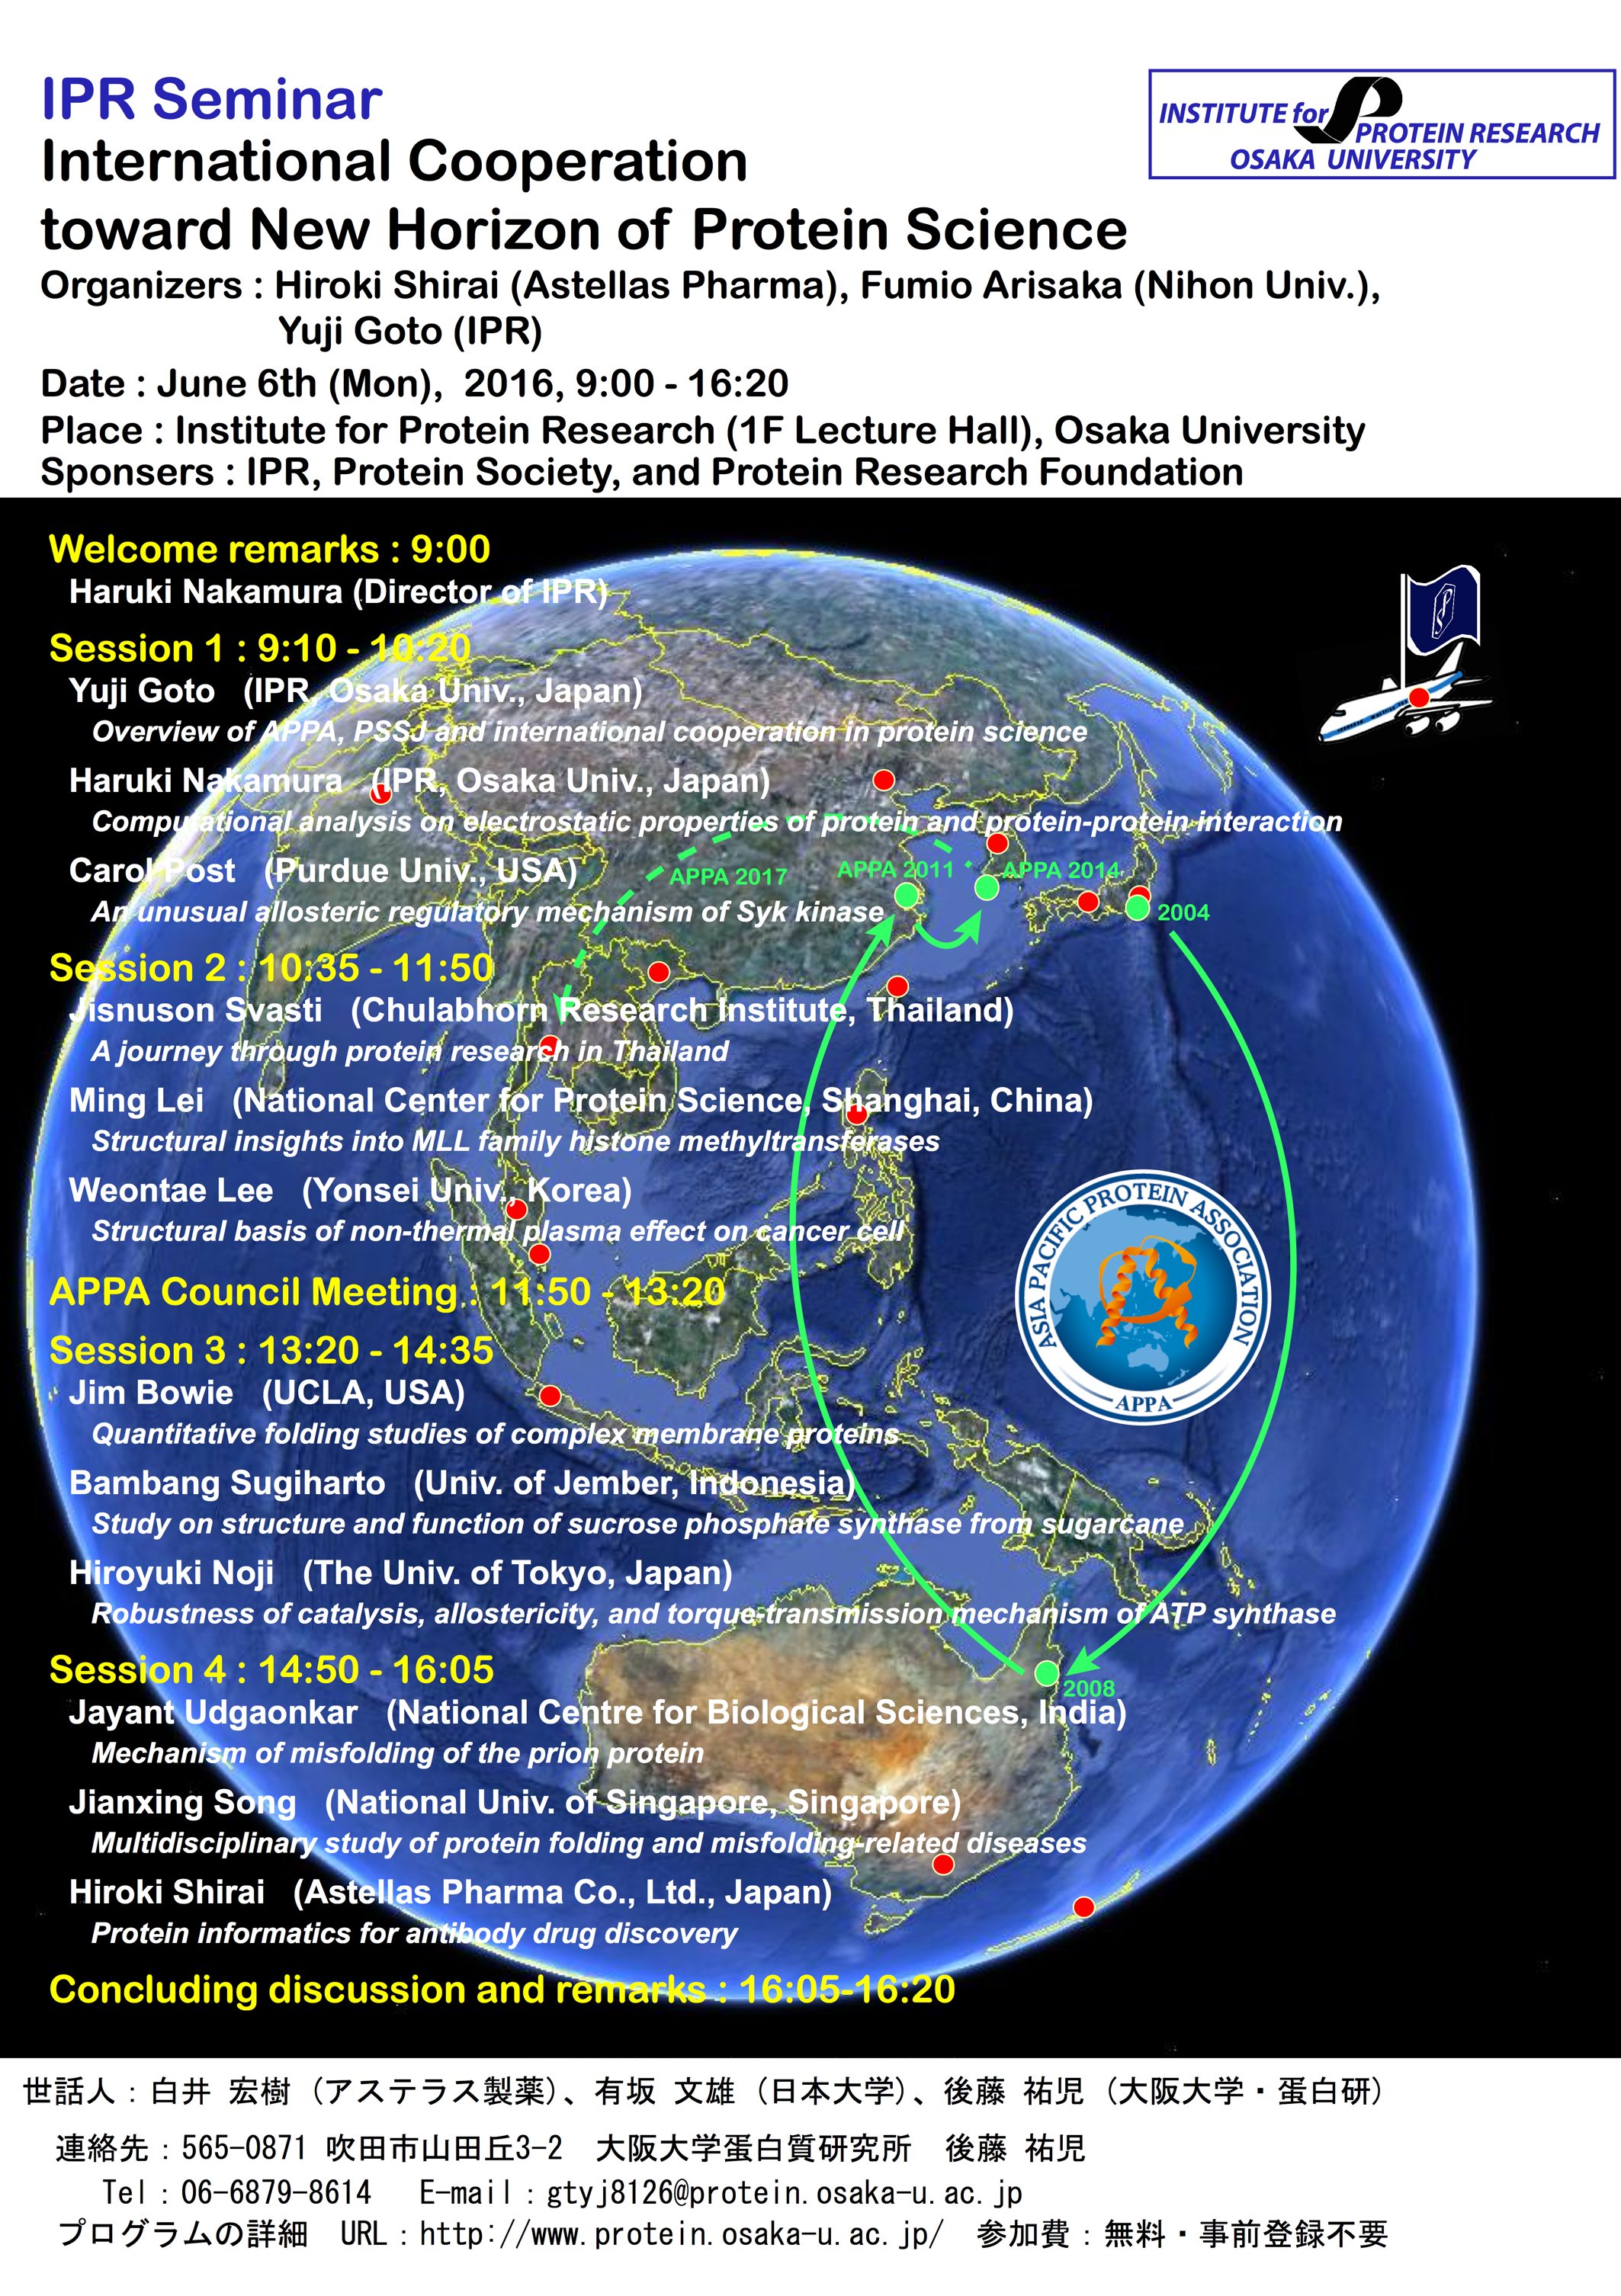 IPR Seminar
International Cooperation
toward New Horizon of Protein Science
INSTITUTE for
PROTEIN RESEARCH
OSAKA UNIVERSITY
Organizers : Hiroki Shirai (Astellas Pharma), Fumio Arisaka (Nihon Univ.),
Yuji Goto (IPR)
Date : June 6th (Mon), 2016, 9:00 - 16:20
Place : Institute for Protein Research (1F Lecture Hall), Osaka University
Sponsers : IPR, Protein Society, and Protein Research Foundation
Welcome remarks : 9:00
Haruki Nakamura (Director of IPR)
Session 1 : 9:10 - 10:20
Yuji Goto (IPR, Osaka Univ., Japan)
Overview of APPA, PSSJ and international cooperation in protein science
Haruki Nakamura (IPR, Osaka Univ., Japan)
Computational analysis on electrostatic properties of protein and protein-protein interaction
Carol Post (Purdue Univ., USA)
An unusual allosteric regulatory mechanism of Syk kinase
APPA 2017
APPA 2011
APPA 2014
2004
Session 2 : 10:35 - 11:50
Jisnuson Svasti (Chulabhorn Research Institute, Thailand)
A journey through protein research in Thailand
Ming Lei (National Center for Protein Science, Shanghai, China)
Structural insights into MLL family histone methyltransferases
Weontae Lee (Yonsei Univ., Korea)
Structural basis of non-thermal plasma effect on cancer cell
ASIA PACIFIC PROTEIN ASSOCIATION
APPA
APPA Council Meeting : 11:50 - 13:20
Session 3 : 13:20 - 14:35
Jim Bowie (UCLA, USA)
Quantitative folding studies of complex membrane proteins
Bambang Sugiharto (Univ. of Jember, Indonesia)
Study on structure and function of sucrose phosphate synthase from sugarcane
Hiroyuki Noji (The Univ. of Tokyo, Japan)
Robustness of catalysis, allostericity, and torque-transmission mechanism of ATP synthase
Session 4 : 14:50 - 16:05
2008
Jayant Udgaonkar (National Centre for Biological Sciences, India)
Mechanism of misfolding of the prion protein
Jianxing Song (National Univ. of Singapore, Singapore)
Multidisciplinary study of protein folding and misfolding-related diseases
Hiroki Shirai (Astellas Pharma Co., Ltd., Japan)
Protein informatics for antibody drug discovery
Concluding discussion and remarks : 16:05-16:20
世話人：白井 宏樹 (アステラス製薬)、有坂 文雄 (日本大学)、後藤 祐児 (大阪大学・蛋白研)
連絡先：565-0871 吹田市山田丘3-2 大阪大学蛋白質研究所 後藤 祐児
Tel：06-6879-8614 E-mail：gtyj8126@protein.osaka-u.ac.jp
プログラムの詳細 URL：http://www.protein.osaka-u.ac.jp/ 参加費：無料・事前登録不要